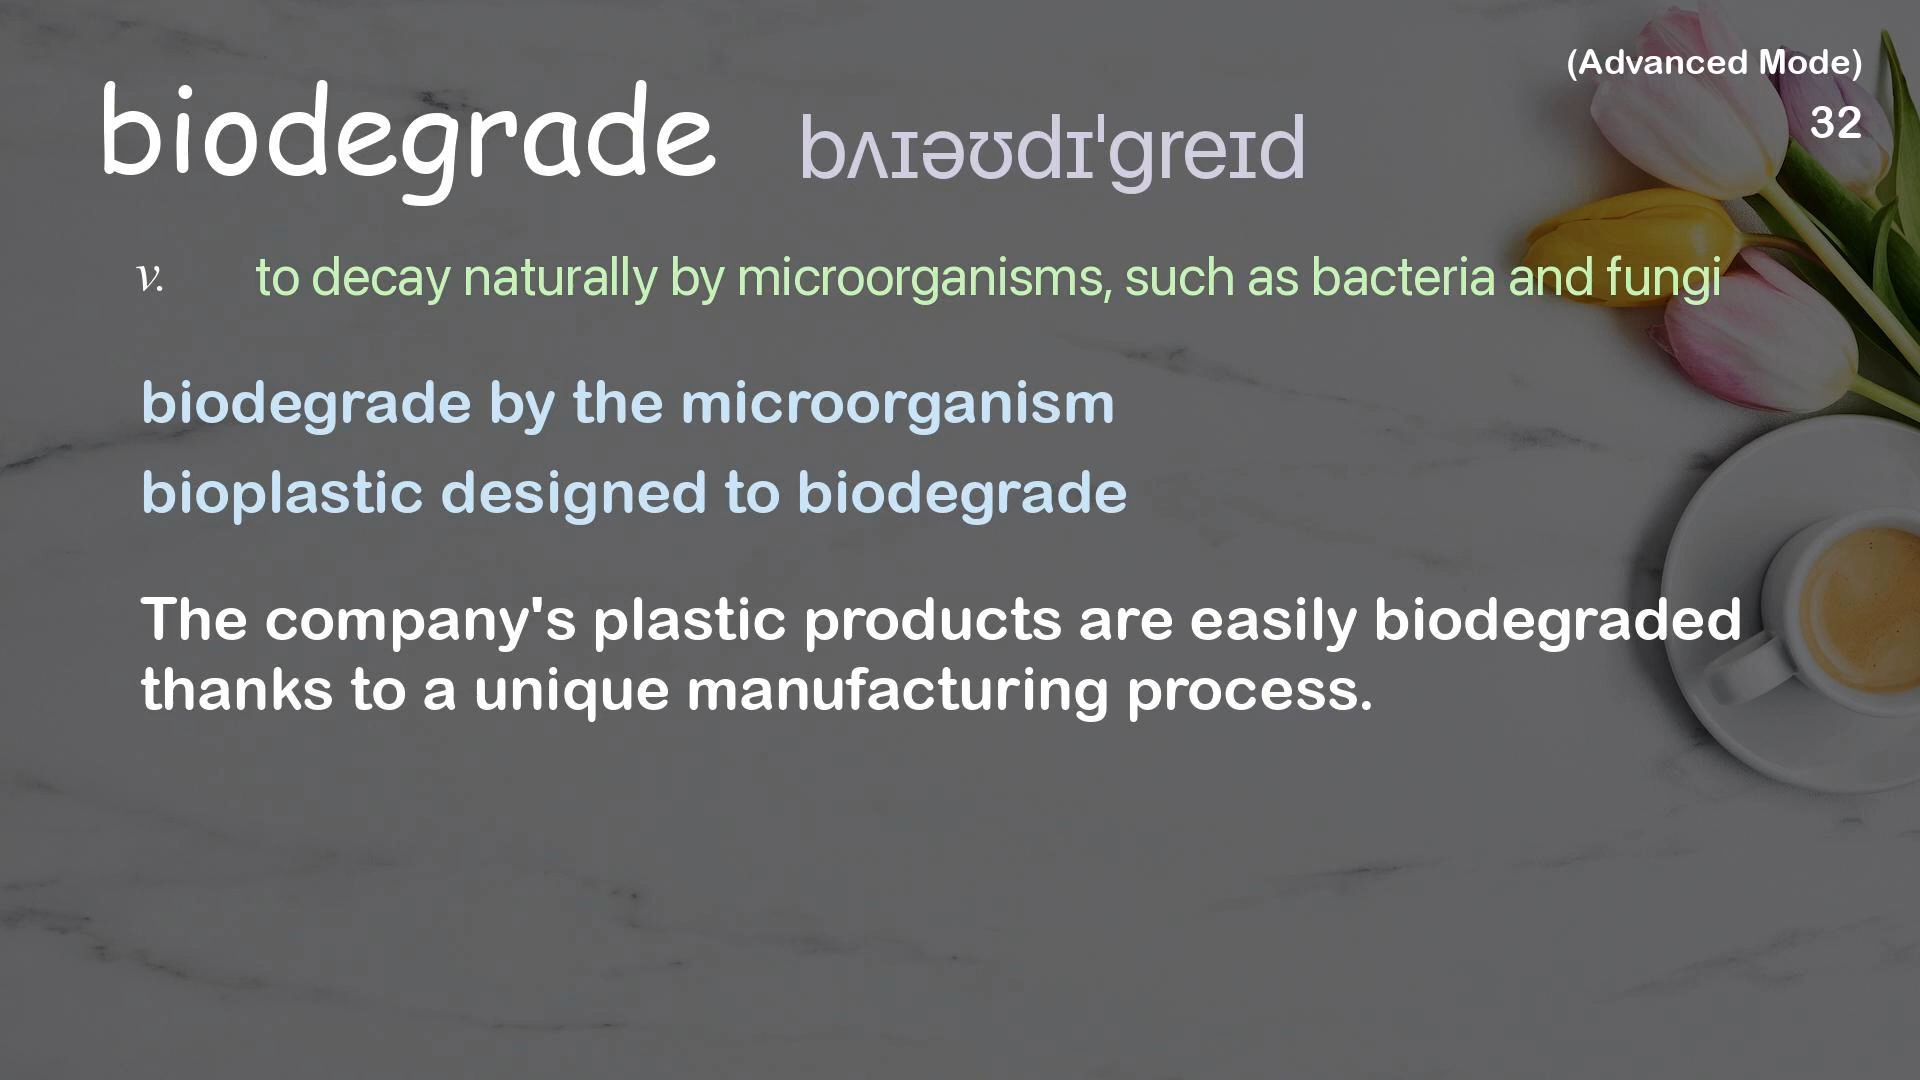 (Advanced Mode)
biodegrade bʌɪəʊdɪˈɡreɪd
32
v. to decay naturally by microorganisms, such as bacteria and fungi
biodegrade by the microorganism
bioplastic designed to biodegrade
The company's plastic products are easily biodegraded
thanks to a unique manufacturing process.